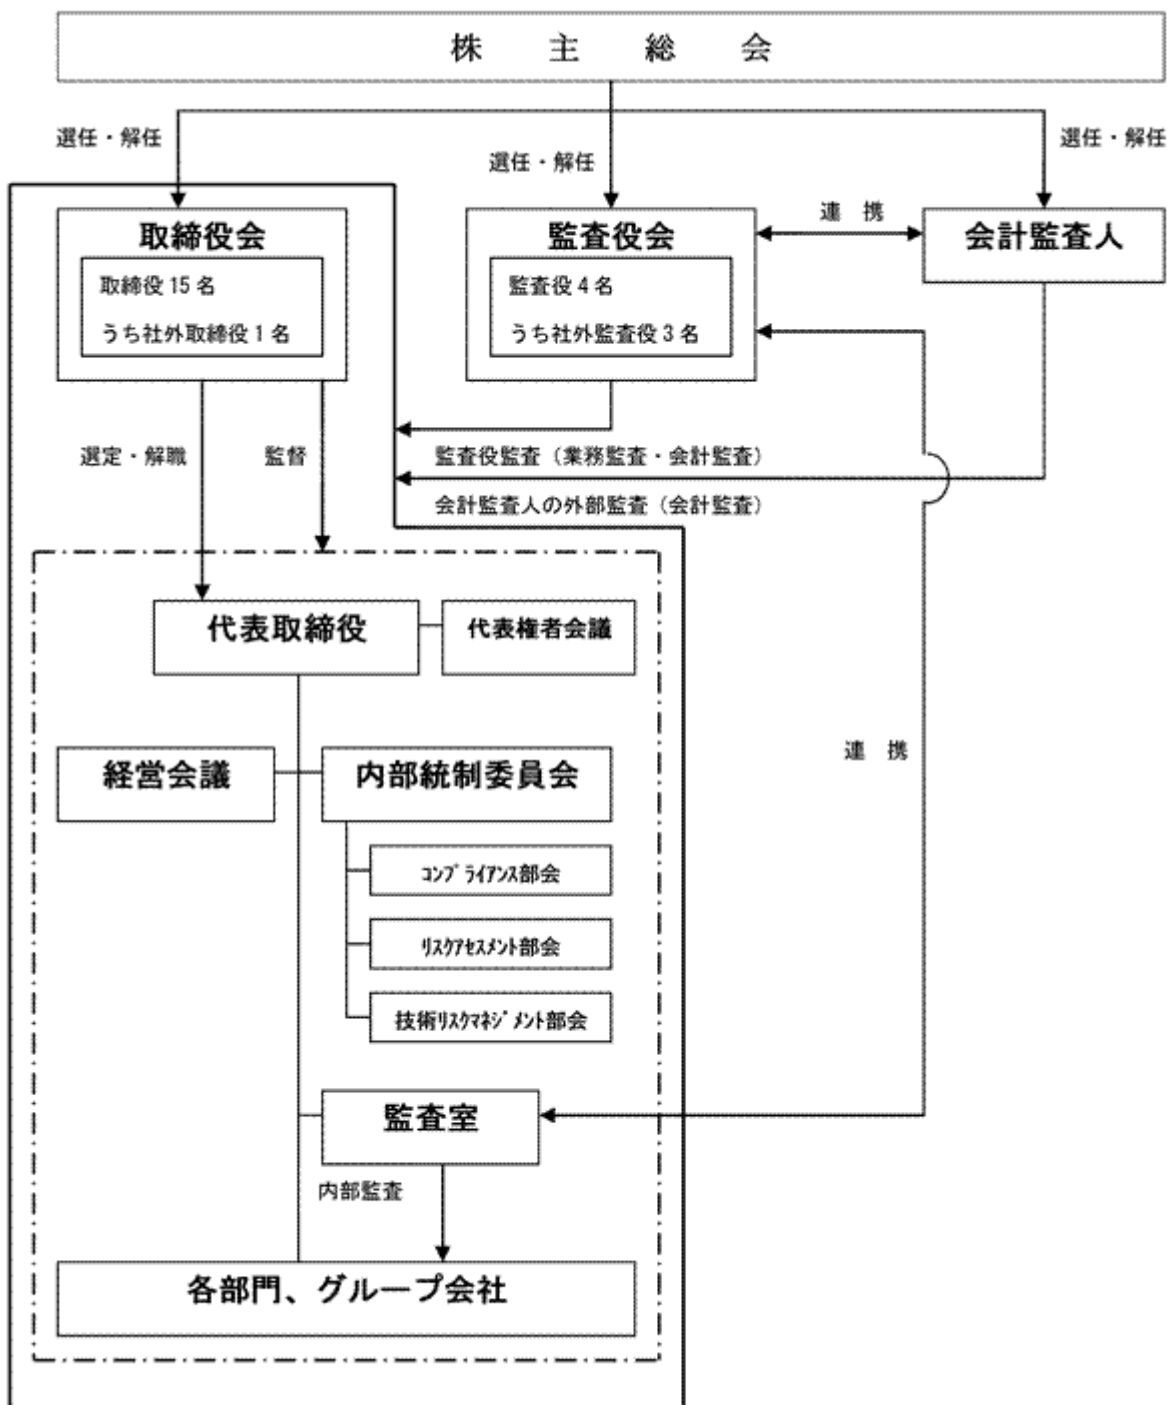 株 主 総 会
選任・解任
選任・解任
選任・解任
取締役会
取締役 15 名
うち社外取締役 1 名
監査役会
監査役 4 名
うち社外監査役 3 名
連 携
会計監査人
選定・解職
監督
監査役監査（業務監査・会計監査）
会計監査人の外部監査（会計監査）
代表取締役
代表権者会議
連 携
経営会議
内部統制委員会
ｺﾝﾌﾟﾗｲｱﾝｽ部会
ﾘｽｸｱｾｽﾒﾝﾄ部会
技術ﾘｽｸﾏﾈｼﾞﾒﾝﾄ部会
監査室
内部監査
各部門、グループ会社